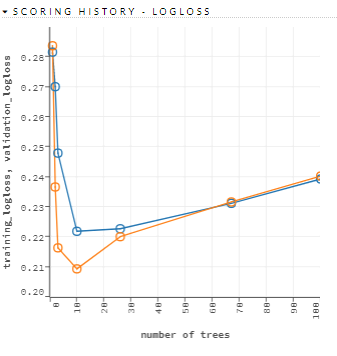 ▾ SCORING HISTORY - LOGLOSS
training_logloss, validation_logloss
0.28
0.27
0.26
0.25
0.24
0.23
0.22
0.21
0.20
0 10 20 30 40 50 60 70 80 90 100
number of trees